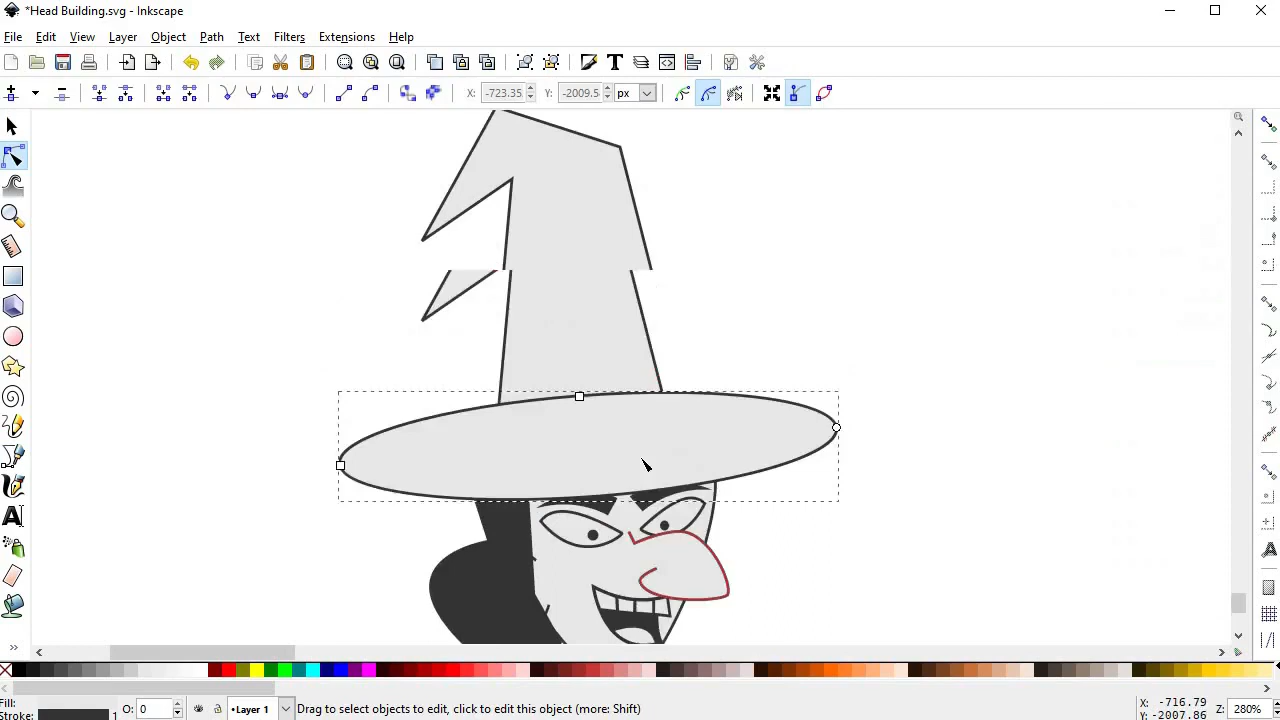 *Head Building.svg - Inkscape
File Edit View Layer Object Path Text Filters Extensions Help
X: -723.35 Y: -2009.5 px
Fill:
Stroke: 1 O: 0 •Layer 1 Drag to select objects to edit, click to edit this object (more: Shift) X: -716.79 Y: -2007.86 Z: 280%